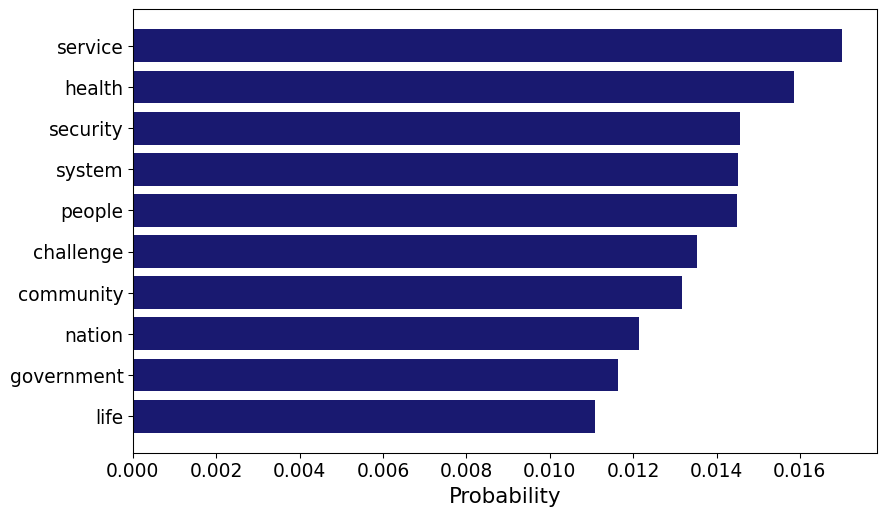 service
health
security
system
people
challenge
community
nation
government
life
0.000 0.002 0.004 0.006 0.008 0.010 0.012 0.014 0.016
Probability